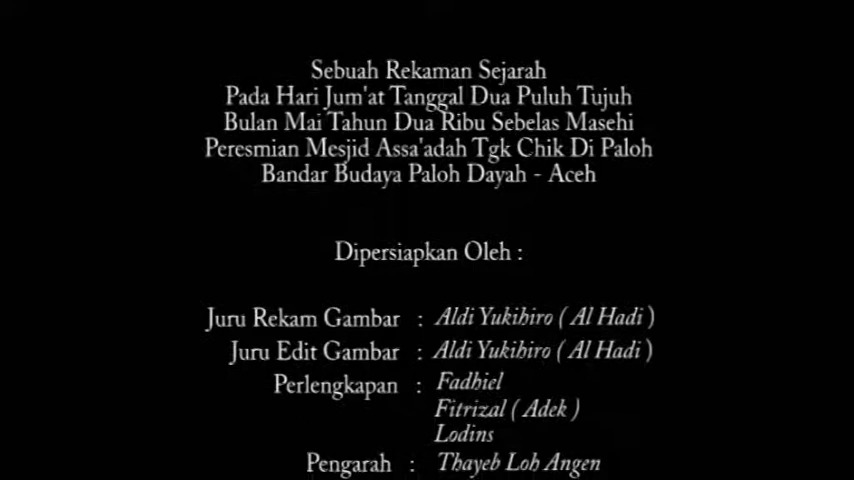 Sebuah Rekaman Sejarah
Pada Hari Jum'at Tanggal Dua Puluh Tujuh
Bulan Mai Tahun Dua Ribu Sebelas Masehi
Peresmian Mesjid Assa'adah Tgk Chik Di Paloh
Bandar Budaya Paloh Dayah - Aceh
Dipersiapkan Oleh :
Juru Rekam Gambar : Aldi Yukihiro ( Al Hadi )
Juru Edit Gambar : Aldi Yukihiro ( Al Hadi )
Perlengkapan : Fadhiel
Fitrizal ( Adek )
Lodins
Pengarah : Thayeb Loh Angen